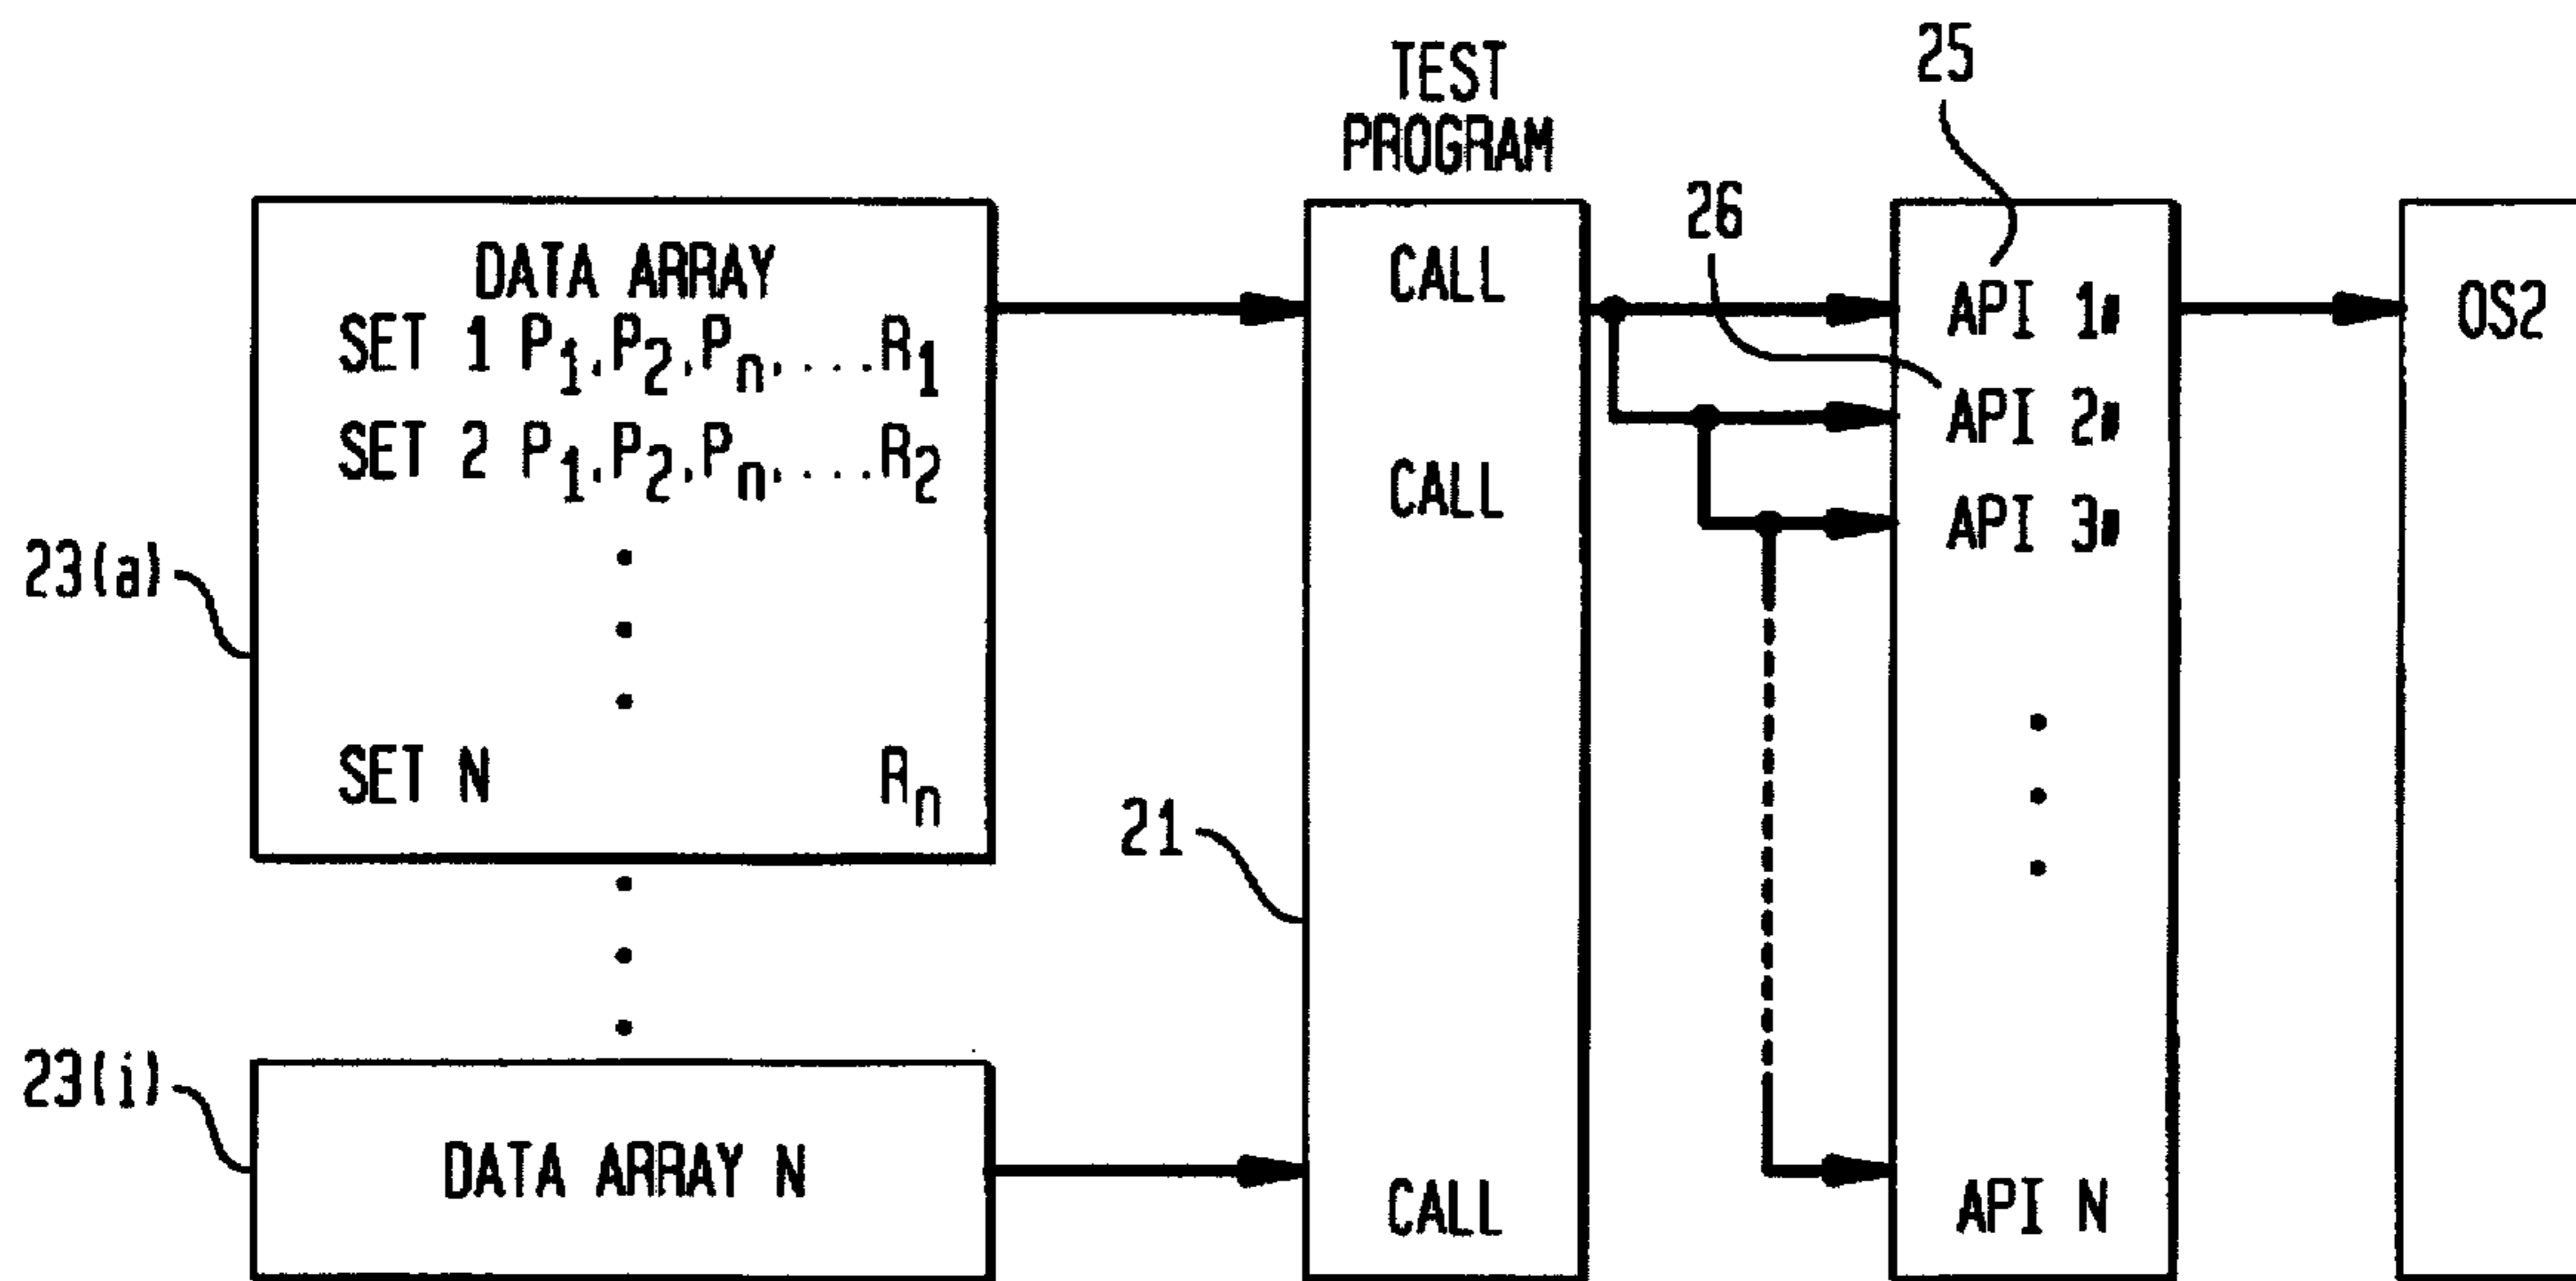 25
TEST
PROGRAM
26
DATA ARRAY
SET 1 P1,P2,Pn,....R1
SET 2 P1,P2,Pn,....R2
SET N Rn
23(a)
CALL
CALL
CALL
21
API 1#
API 2#
API 3#
API N
OS2
23(i)
DATA ARRAY N